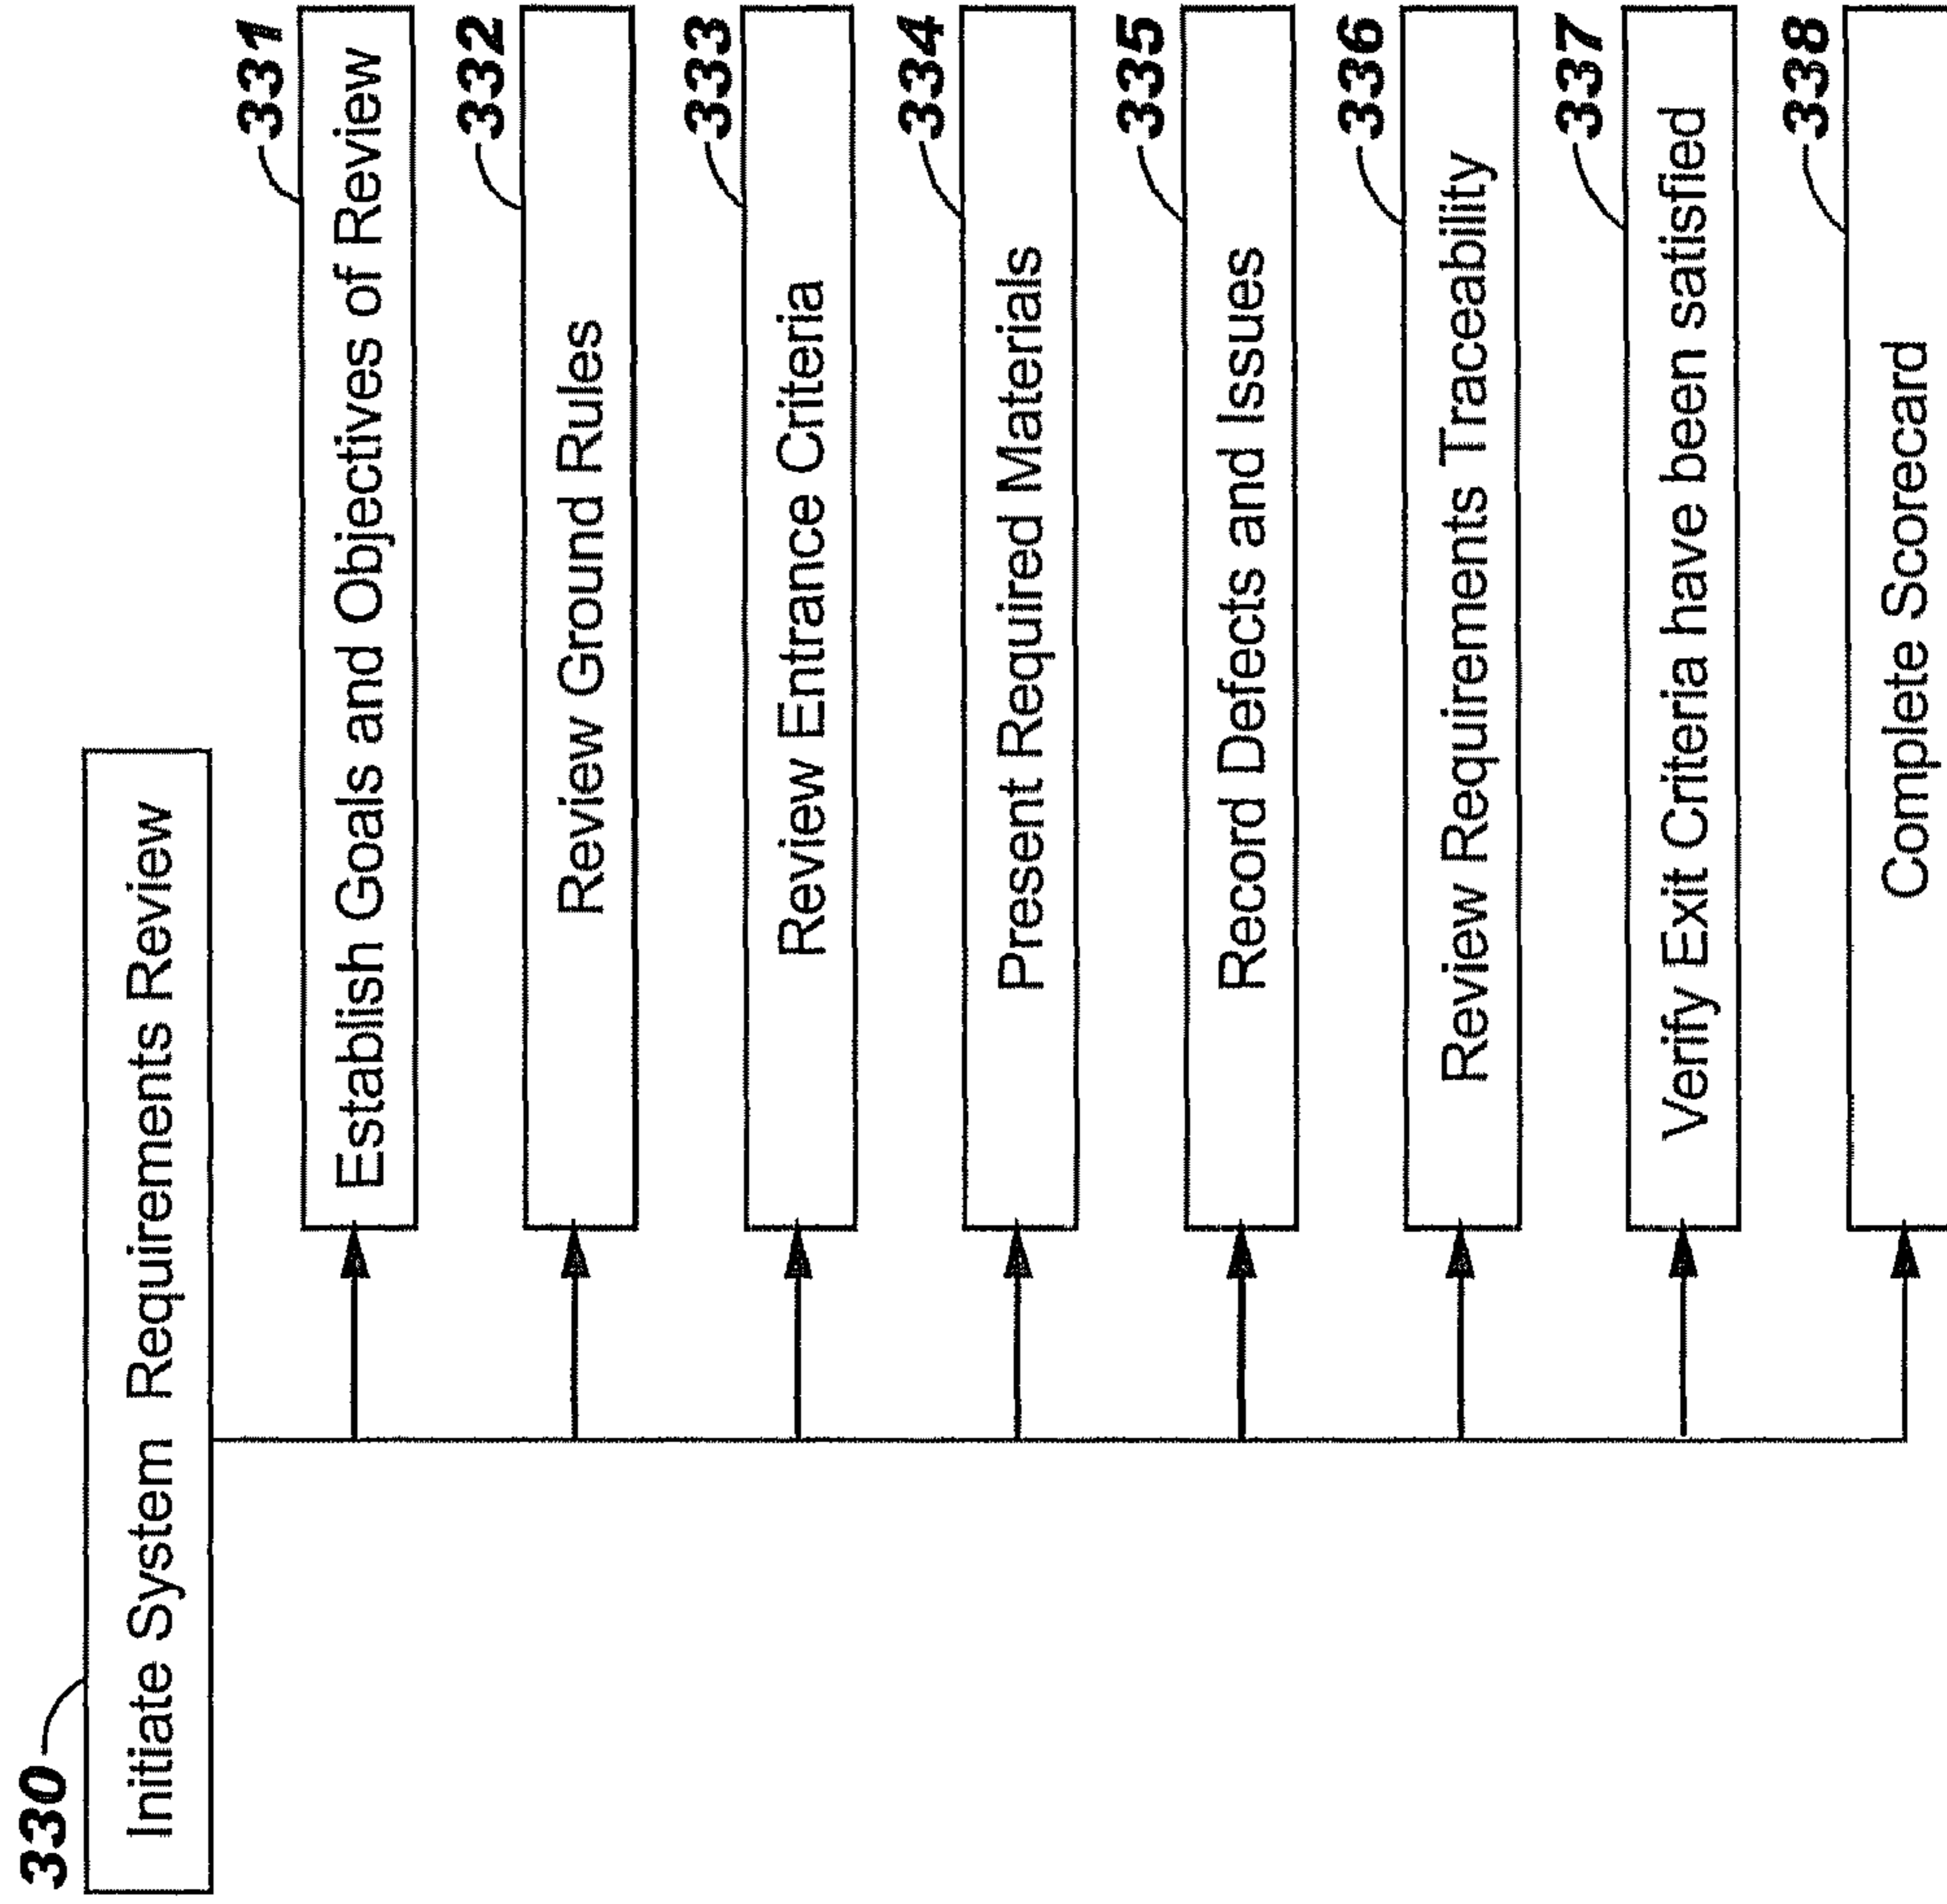 330
Initiate System Requirements Review
331
Establish Goals and Objectives of Review
332
Review Ground Rules
333
Review Entrance Criteria
334
Present Required Materials
335
Record Defects and Issues
336
Review Requirements Traceability
337
Verify Exit Criteria have been satisfied
338
Complete Scorecard